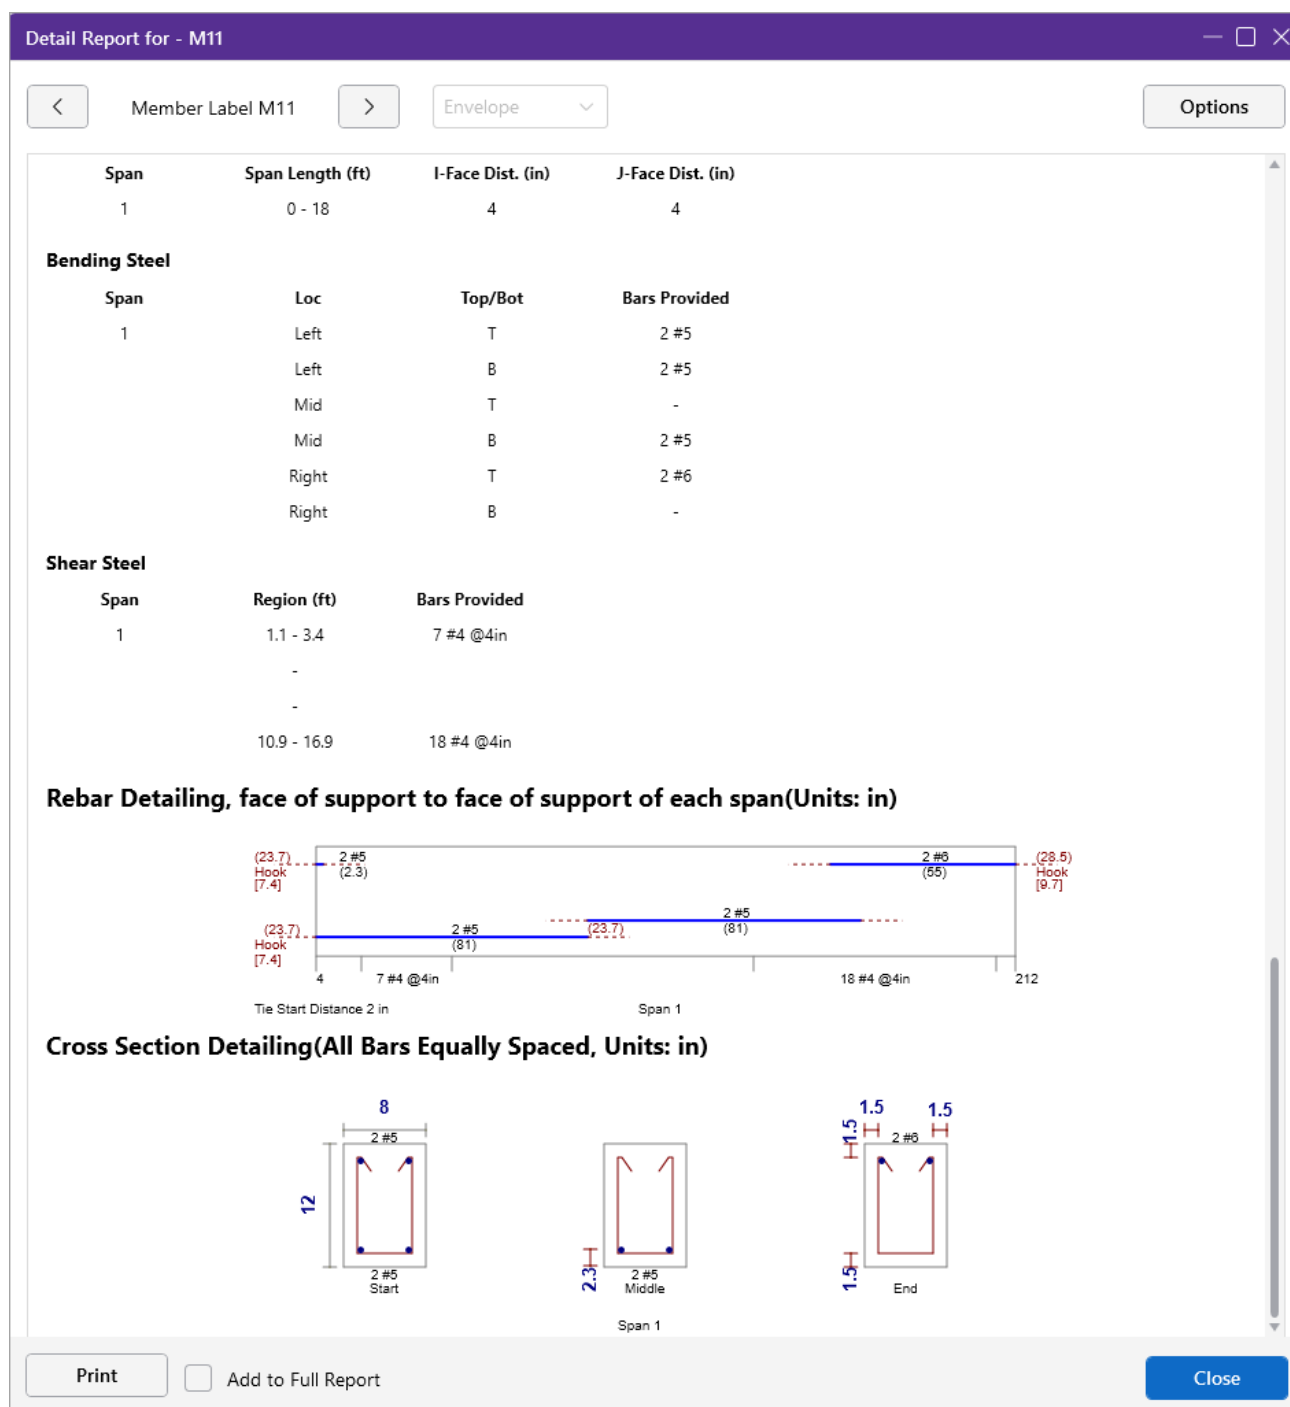 Detail Report for - M11
Member Label M11 Envelope Options
Span Span Length (ft) I-Face Dist. (in) J-Face Dist. (in)
1 0 - 18 4 4
Bending Steel
Span Loc Top/Bot Bars Provided
1 Left T 2 #5
Left B 2 #5
Mid T -
Mid B 2 #5
Right T 2 #6
Right B -
Shear Steel
Span Region (ft) Bars Provided
1 1.1 - 3.4 7 #4 @4in
-
-
10.9 - 16.9 18 #4 @4in
Rebar Detailing, face of support to face of support of each span(Units: in)
(23.7) 2 #5 2 #6 (28.5)
Hook (2.3) (55) Hook
[7.4] [9.7]
2 #5
(23.7) 2 #5 (23.7) (81)
Hook (81)
[7.4]
4 7 #4 @4in 18 #4 @4in 212
Tie Start Distance 2 in Span 1
Cross Section Detailing(All Bars Equally Spaced, Units: in)
8 1.5 1.5
2 #5 1.5 2 #6
12
2 #5 2.3 2 #5 1.5
Start Middle End
Span 1
Print Add to Full Report Close